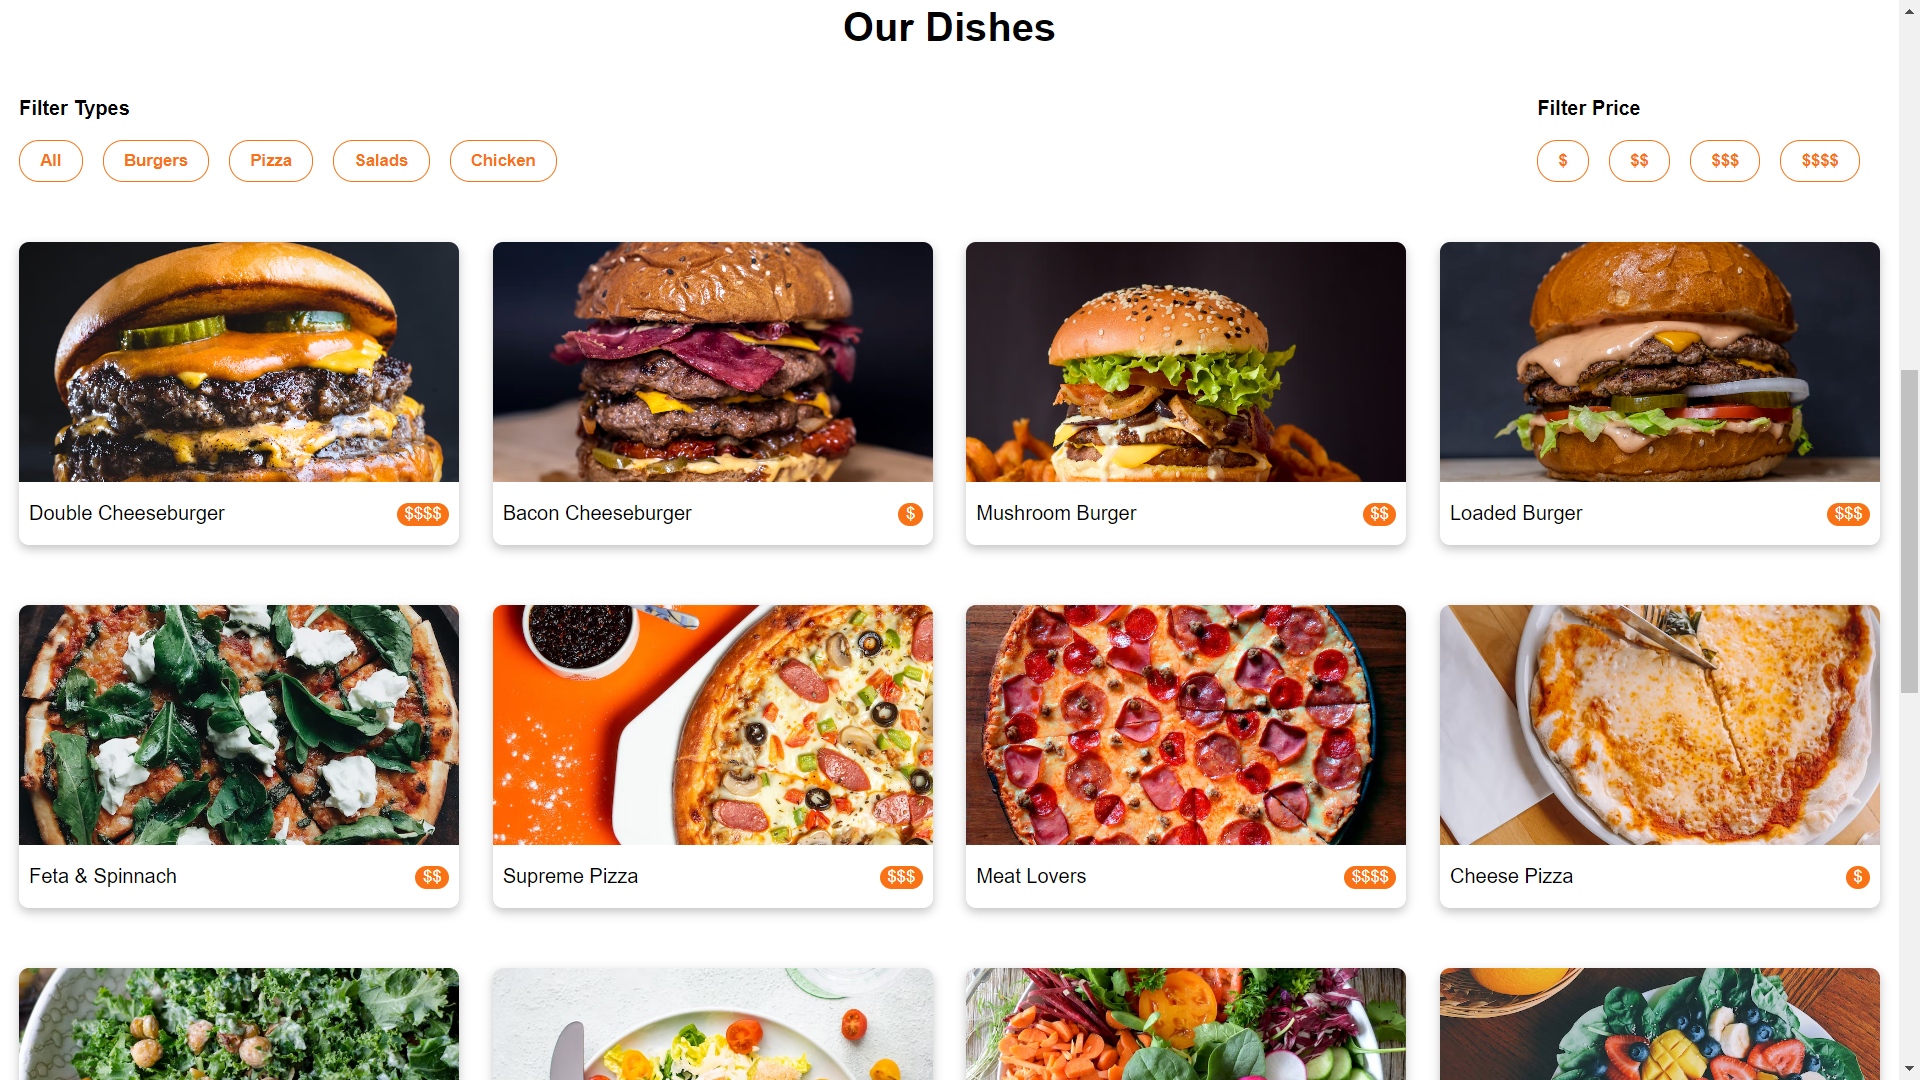 Our Dishes
Filter Types
Filter Price
All Burgers Pizza Salads Chicken
$ $$ $$$ $$$$
Double Cheeseburger $$$$
Bacon Cheeseburger $
Mushroom Burger $$
Loaded Burger $$$
Feta & Spinnach $$
Supreme Pizza $$$
Meat Lovers $$$$
Cheese Pizza $